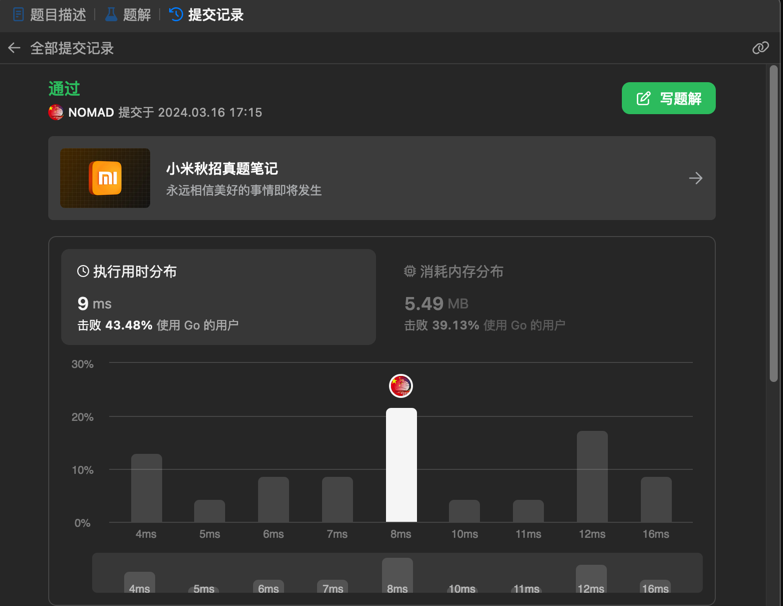 题目描述 | 题解 | 提交记录
全部提交记录
通过
写题解
NOMAD 提交于 2024.03.16 17:15
小米秋招真题笔记
永远相信美好的事情即将发生
执行用时分布
9 ms
击败 43.48% 使用 Go 的用户
消耗内存分布
5.49 MB
击败 39.13% 使用 Go 的用户
30%
20%
10%
0%
4ms 5ms 6ms 7ms 8ms 10ms 11ms 12ms 16ms
4ms 5ms 6ms 7ms 8ms 10ms 11ms 12ms 16ms